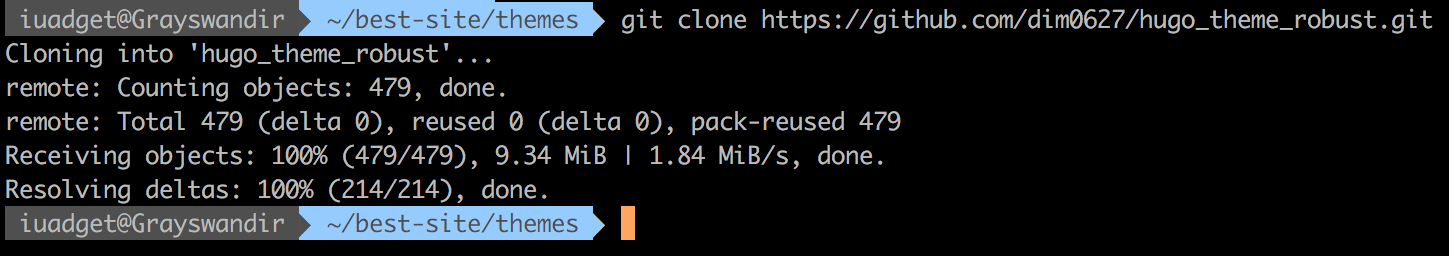 iuadget@Grayswandir ~/best-site/themes git clone https://github.com/dim0627/hugo_theme_robust.git
Cloning into 'hugo_theme_robust'...
remote: Counting objects: 479, done.
remote: Total 479 (delta 0), reused 0 (delta 0), pack-reused 479
Receiving objects: 100% (479/479), 9.34 MiB | 1.84 MiB/s, done.
Resolving deltas: 100% (214/214), done.
iuadget@Grayswandir ~/best-site/themes